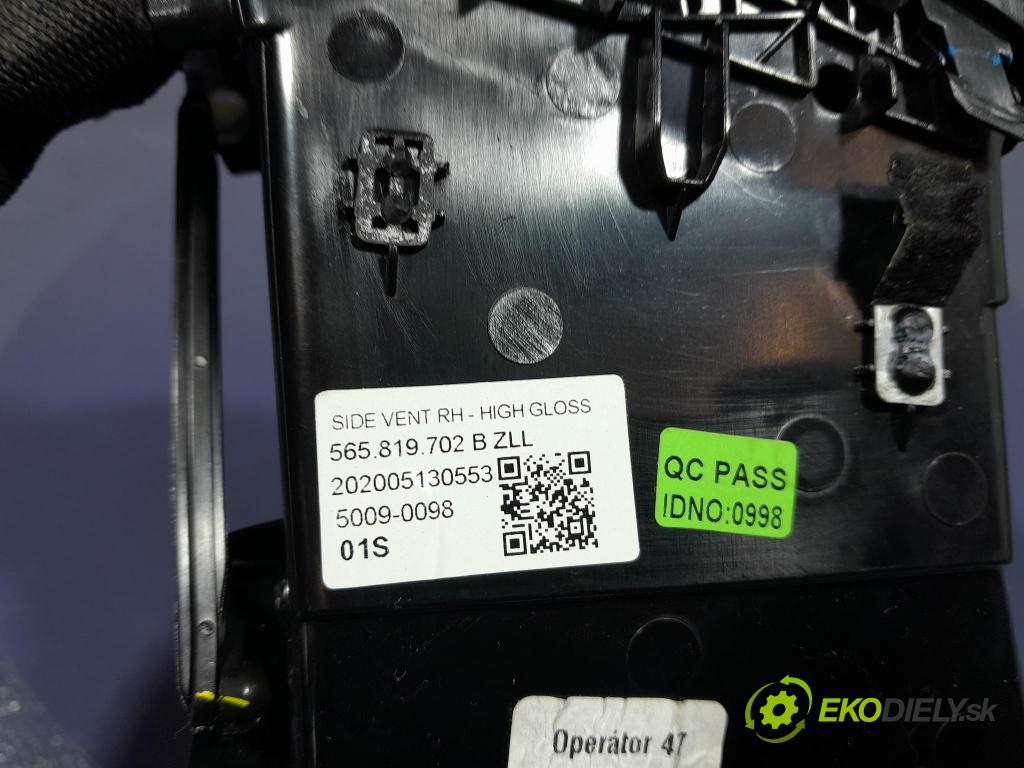 SIDE VENT RH - HIGH GLOSS
565.819.702 B ZLL
202005130553
5009-0098
01S
QC PASS
IDNO:0998
Operátor 47
EKODIELY.sk